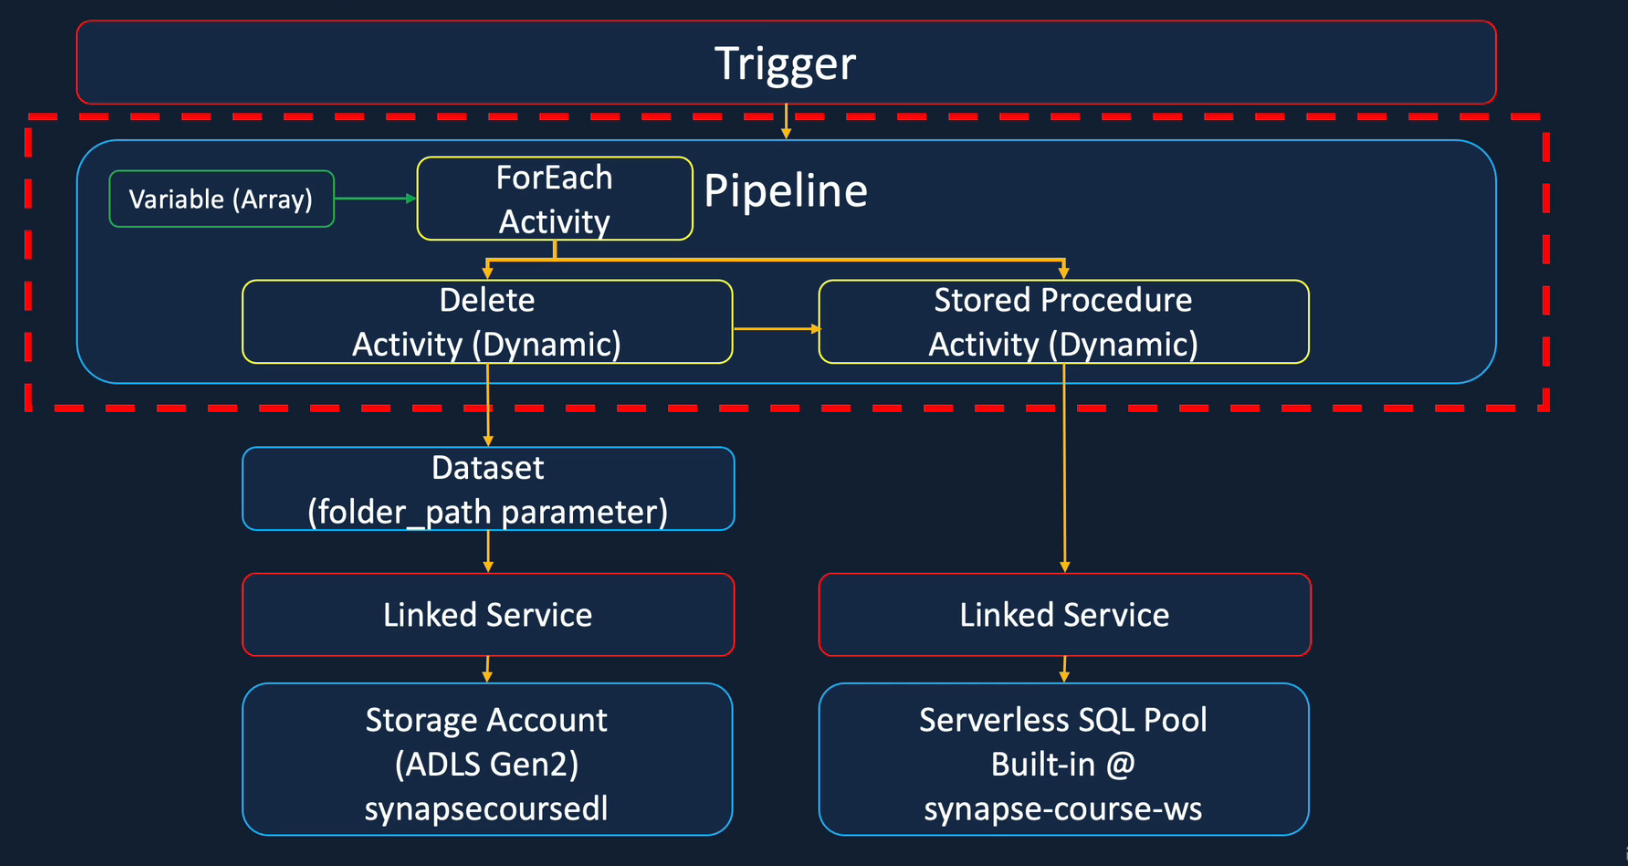 Trigger
Variable (Array)
ForEach
Activity
Pipeline
Delete
Activity (Dynamic)
Stored Procedure
Activity (Dynamic)
Dataset
(folder_path parameter)
Linked Service
Linked Service
Storage Account
(ADLS Gen2)
synapsecoursedl
Serverless SQL Pool
Built-in @
synapse-course-ws